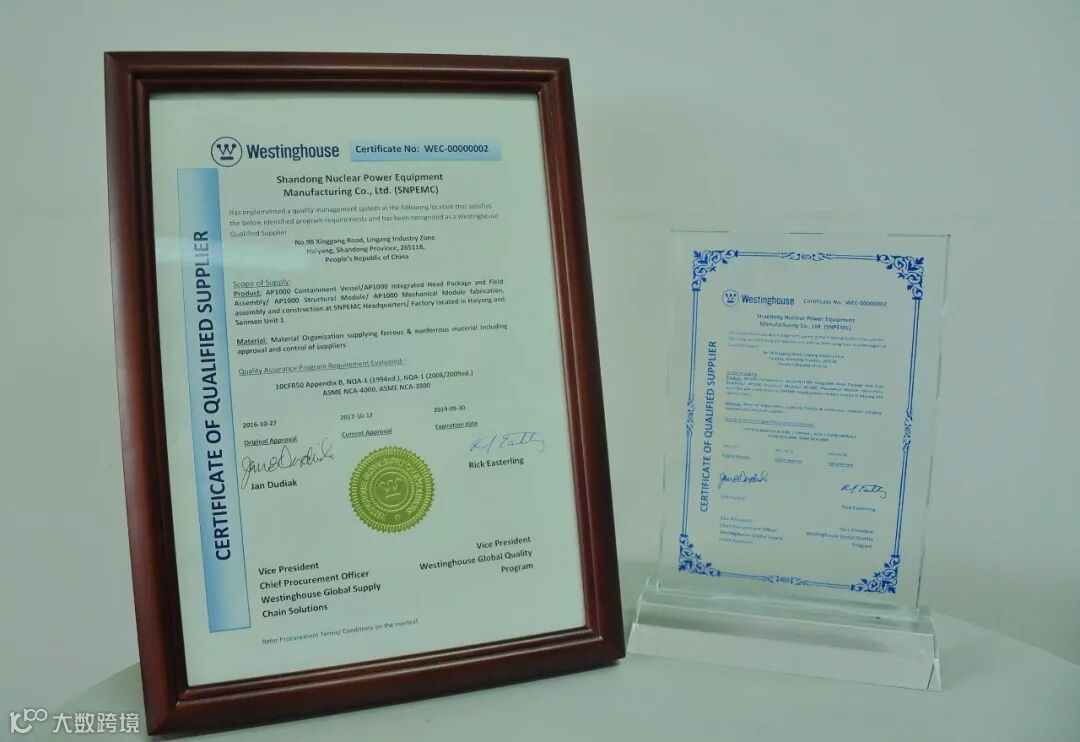 Westinghouse
Certificate No: WEC-00000002
CERTIFICATE OF QUALIFIED SUPPLIER
Shandong Nuclear Power Equipment
Manufacturing Co., Ltd. (SNPEMC)
Has implemented a quality management system at the following location that satisfies
the below identified program requirements and has been recognized as a Westinghouse
Qualified Supplier.
No.98 Xinggang Road, Lingang Industry Zone
Haiyang, Shandong Province, 265118,
People's Republic of China
Scope of Supply:
Product: AP1000 Containment Vessel/AP1000 Integrated Head Package and Field
Assembly/ AP1000 Structural Module/ AP1000 Mechanical Module fabrication,
assembly and construction at SNPEMC Headquarters/ Factory located in Haiyang and
Sanmen Unit 1
Material: Material Organization supplying ferrous & nonferrous material including
approval and control of suppliers
Quality Assurance Program Requirement Evaluated:
10CFR50 Appendix B, NQA-1 (1994ed.), NQA-1 (2008/2009ed.)
ASME NCA-4000, ASME NCA-3800
2016-10-27
2017-10-17
2019-09-30
Original Approval
Current Approval
Expiration date
Jan Dudiak
Rick Easterling
Vice President
Chief Procurement Officer
Westinghouse Global Supply
Chain Solutions
Vice President
Westinghouse Global Quality
Program
Refer Procurement Terms/ Conditions on the overleaf
Westinghouse
Certificate No: WEC-00000002
CERTIFICATE OF QUALIFIED SUPPLIER
Shandong Nuclear Power Equipment
Manufacturing Co., Ltd. (SNPEMC)
Jan Dudiak
Rick Easterling
Vice President
Chief Procurement Officer
Westinghouse Global Supply
Chain Solutions
Vice President
Westinghouse Global Quality
Program
大数跨境